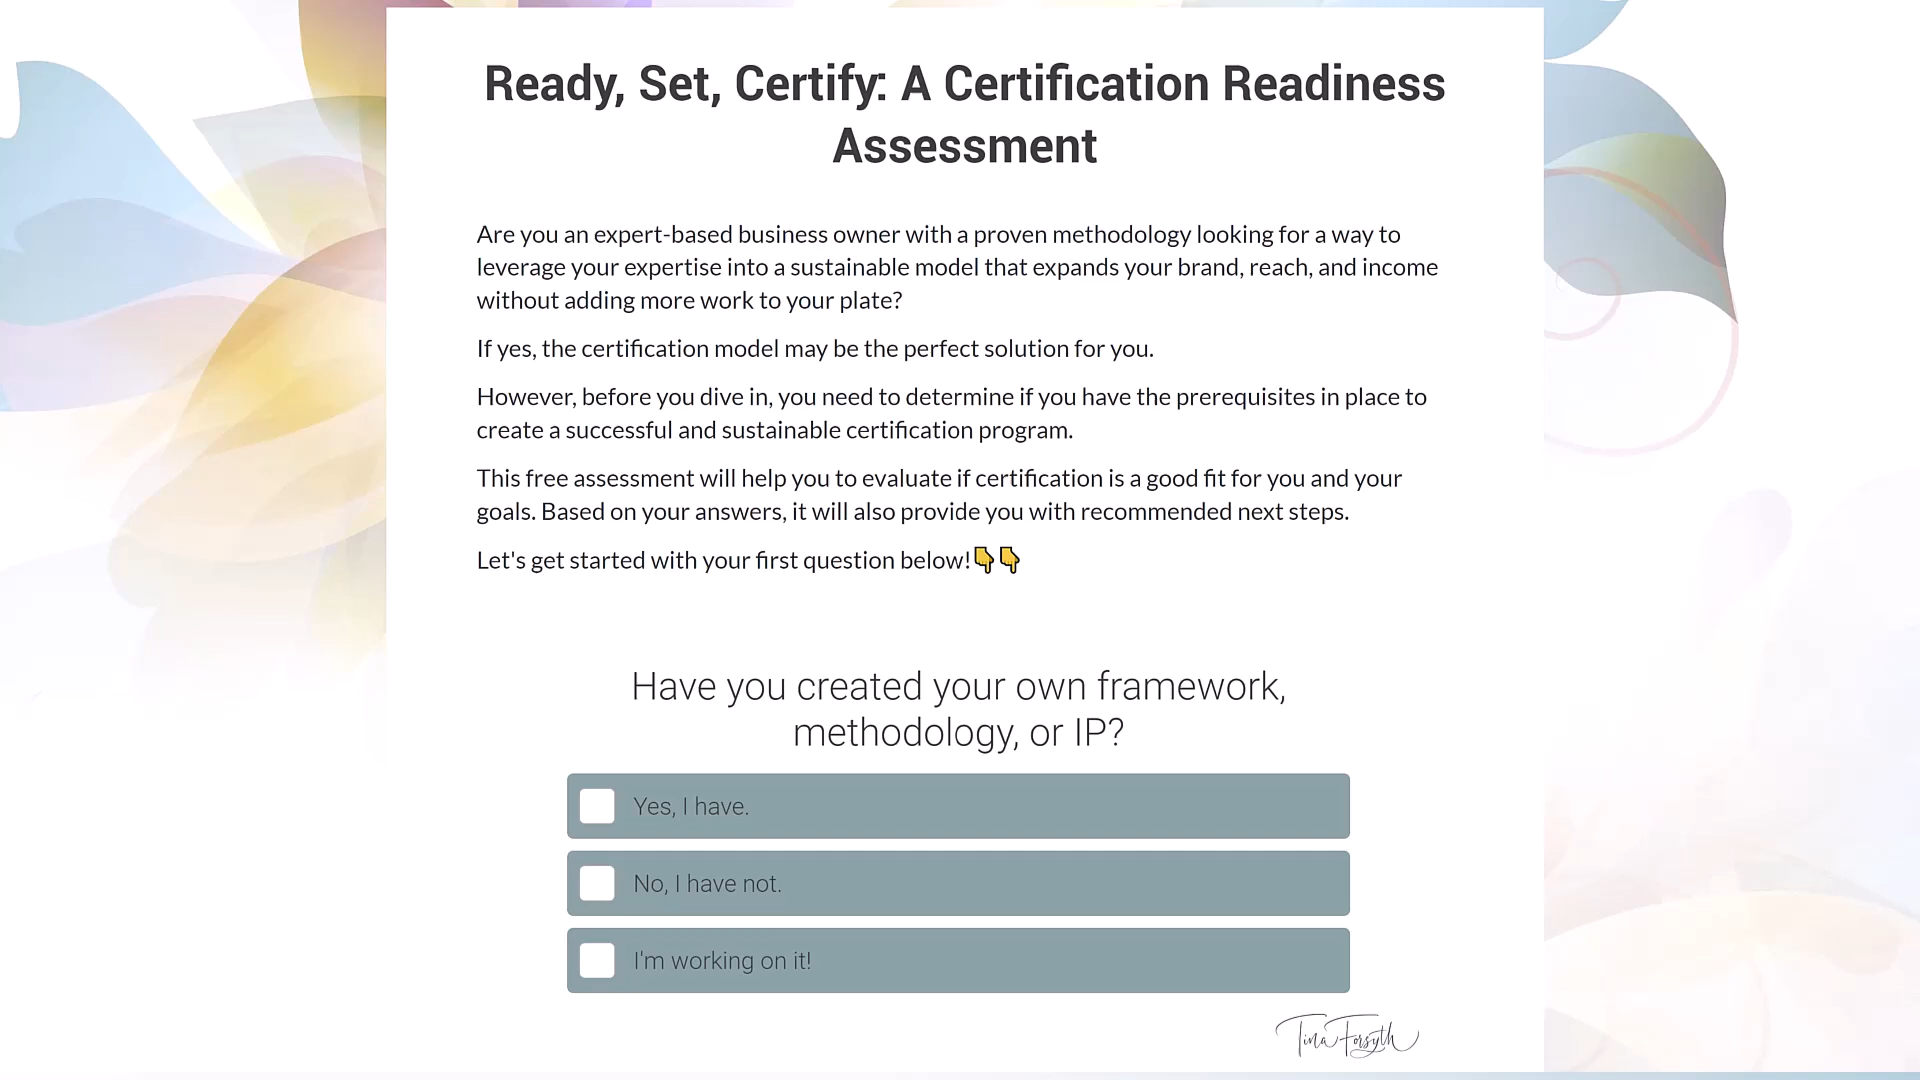 Ready, Set, Certify: A Certification Readiness
Assessment
Are you an expert-based business owner with a proven methodology looking for a way to
leverage your expertise into a sustainable model that expands your brand, reach, and income
without adding more work to your plate?
If yes, the certification model may be the perfect solution for you.
However, before you dive in, you need to determine if you have the prerequisites in place to
create a successful and sustainable certification program.
This free assessment will help you to evaluate if certification is a good fit for you and your
goals. Based on your answers, it will also provide you with recommended next steps.
Let's get started with your first question below!👇👇
Have you created your own framework,
methodology, or IP?
Yes, I have.
No, I have not.
I'm working on it!
Tina Forsyth